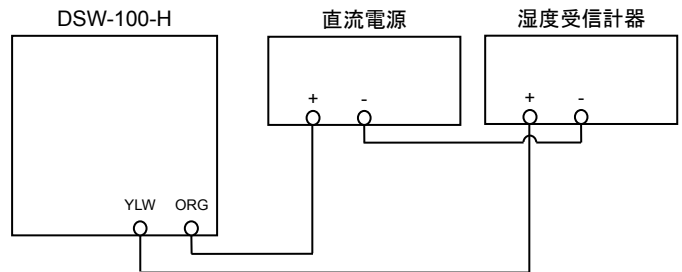 DSW-100-H
直流電源
湿度受信計器
+ -
+ -
YLW ORG